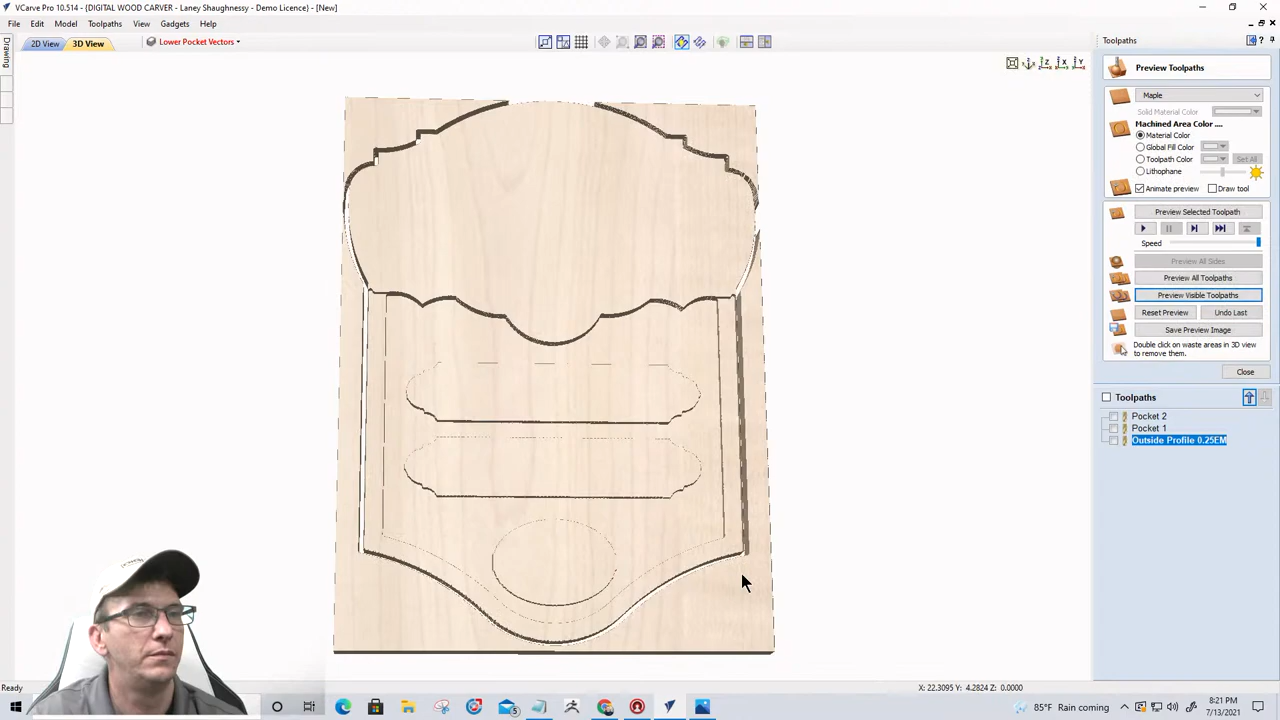 VCarve Pro 10.514 - {DIGITAL WOOD CARVER - Laney Shaughnessy - Demo Licence} - [New]
File Edit Model Toolpaths View Gadgets Help
2D View 3D View Lower Pocket Vectors
Drawing
Toolpaths
Preview Toolpaths
Maple
Solid Material Color
Machined Area Color ....
Material Color
Global Fill Color
Toolpath Color Set All
Lithophane
Animate preview Draw tool
Preview Selected Toolpath
Speed
Preview All Sides
Preview All Toolpaths
Preview Visible Toolpaths
Reset Preview Undo Last
Save Preview Image
Double click on waste areas in 3D view
to remove them.
Close
Toolpaths
Pocket 2
Pocket 1
Outside Profile 0.25EM
Ready
X: 22.3095 Y: 4.2824 Z: 0.0000
85°F Rain coming
8:21 PM
7/13/2021